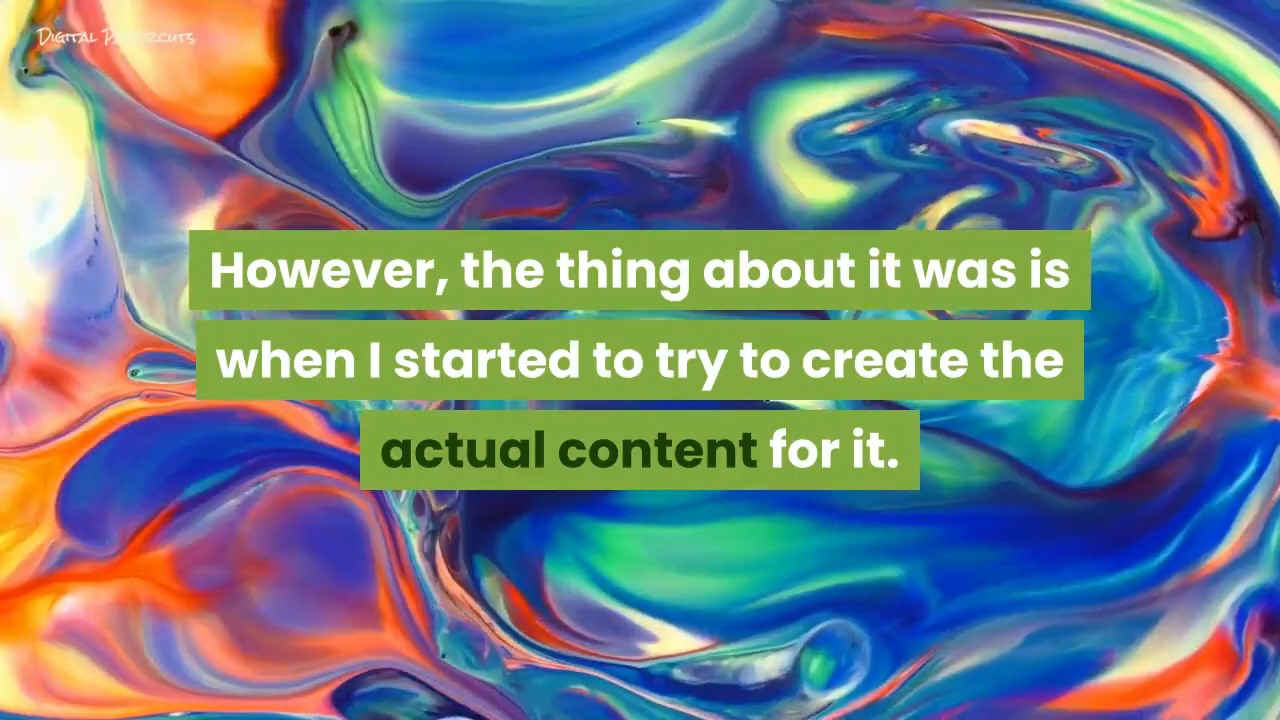 Digital Papercuts
However, the thing about it was is
when I started to try to create the
actual content for it.